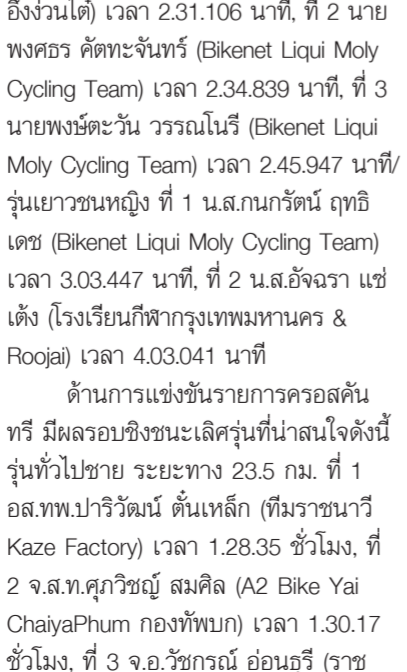 อึ้งง่วนไต๋) เวลา 2.31.106 นาที, ที่ 2 นาย
พงศธร คัตทะจันทร์ (Bikenet Liqui Moly
Cycling Team) เวลา 2.34.839 นาที, ที่ 3
นายพงษ์ตะวัน วรรณโนรี (Bikenet Liqui
Moly Cycling Team) เวลา 2.45.947 นาที/
รุ่นเยาวชนหญิง ที่ 1 น.ส.กนกรัตน์ ฤทธิ
เดช (Bikenet Liqui Moly Cycling Team)
เวลา 3.03.447 นาที, ที่ 2 น.ส.อัจฉรา แซ่
เต้ง (โรงเรียนกีฬากรุงเทพมหานคร &
Roojai) เวลา 4.03.041 นาที
ด้านการแข่งขันรายการครอสคัน
ทรี มีผลรอบชิงชนะเลิศรุ่นที่น่าสนใจดังนี้
รุ่นทั่วไปชาย ระยะทาง 23.5 กม. ที่ 1
อส.ทพ.ปาริวัฒน์ ตั๋นเหล็ก (ทีมราชนาวี
Kaze Factory) เวลา 1.28.35 ชั่วโมง, ที่
2 จ.ส.ท.ศุภวิชญ์ สมศิล (A2 Bike Yai
ChaiyaPhum กองทัพบก) เวลา 1.30.17
ชั่วโมง, ที่ 3 จ.อ.วัชกรณ์ อ่อนธุรี (ราช